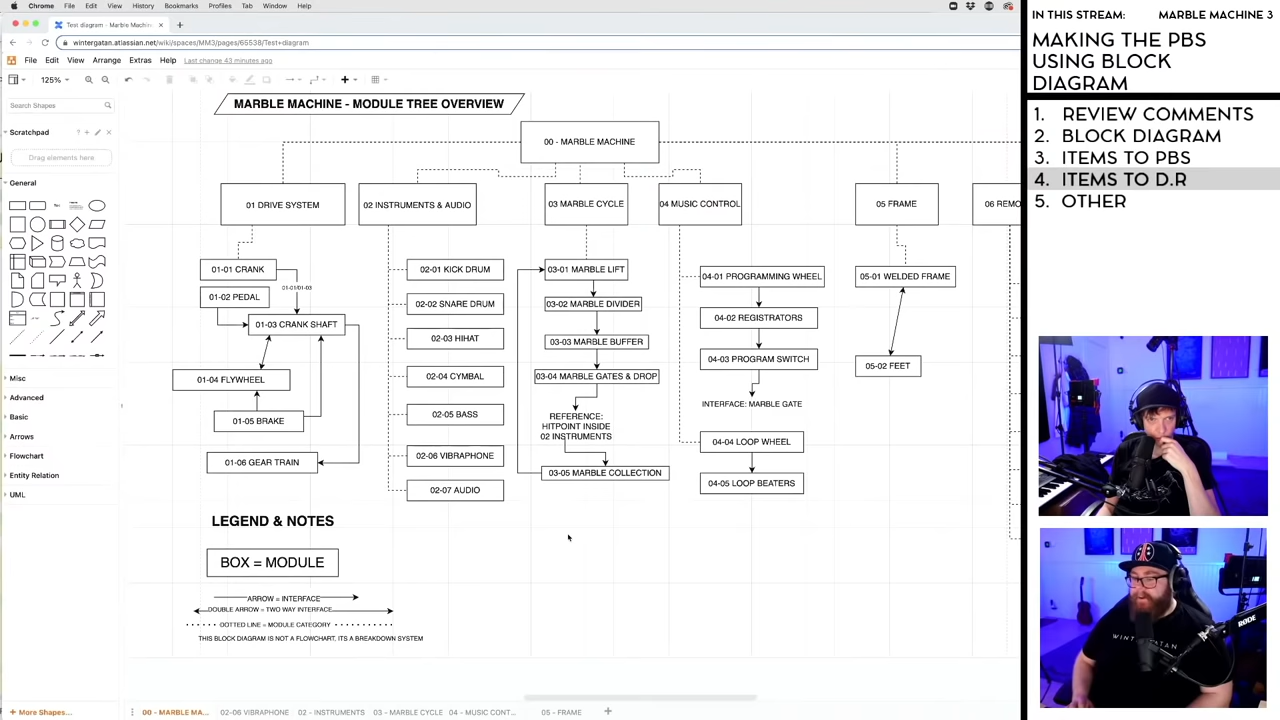 Chrome File Edit View History Bookmarks Profiles Tab Window Help
Test diagram - Marble Machin
wintergatan.atlassian.net/wiki/spaces/MM3/pages/65538/Test+diagram
File Edit View Arrange Extras Help Last change 43 minutes ago
125%
Search Shapes
Scratchpad
Drag elements here
General
Misc
Advanced
Basic
Arrows
Flowchart
Entity Relation
UML
+ More Shapes...
MARBLE MACHINE - MODULE TREE OVERVIEW
00 - MARBLE MACHINE
01 DRIVE SYSTEM
02 INSTRUMENTS & AUDIO
03 MARBLE CYCLE
04 MUSIC CONTROL
05 FRAME
06 REMO
01-01 CRANK
01-01/01-03
01-02 PEDAL
01-03 CRANK SHAFT
01-04 FLYWHEEL
01-05 BRAKE
01-06 GEAR TRAIN
02-01 KICK DRUM
02-02 SNARE DRUM
02-03 HIHAT
02-04 CYMBAL
02-05 BASS
02-06 VIBRAPHONE
02-07 AUDIO
03-01 MARBLE LIFT
03-02 MARBLE DIVIDER
03-03 MARBLE BUFFER
03-04 MARBLE GATES & DROP
REFERENCE:
HITPOINT INSIDE
02 INSTRUMENTS
03-05 MARBLE COLLECTION
04-01 PROGRAMMING WHEEL
04-02 REGISTRATORS
04-03 PROGRAM SWITCH
INTERFACE: MARBLE GATE
04-04 LOOP WHEEL
04-05 LOOP BEATERS
05-01 WELDED FRAME
05-02 FEET
LEGEND & NOTES
BOX = MODULE
ARROW = INTERFACE
DOUBLE ARROW = TWO WAY INTERFACE
DOTTED LINE = MODULE CATEGORY
THIS BLOCK DIAGRAM IS NOT A FLOWCHART. ITS A BREAKDOWN SYSTEM
00 - MARBLE MA... 02-06 VIBRAPHONE 02 - INSTRUMENTS 03 - MARBLE CYCLE 04 - MUSIC CONT... 05 - FRAME
IN THIS STREAM: MARBLE MACHINE 3
MAKING THE PBS
USING BLOCK
DIAGRAM
1. REVIEW COMMENTS
2. BLOCK DIAGRAM
3. ITEMS TO PBS
4. ITEMS TO D.R
5. OTHER
RØDE
WINTERGATAN